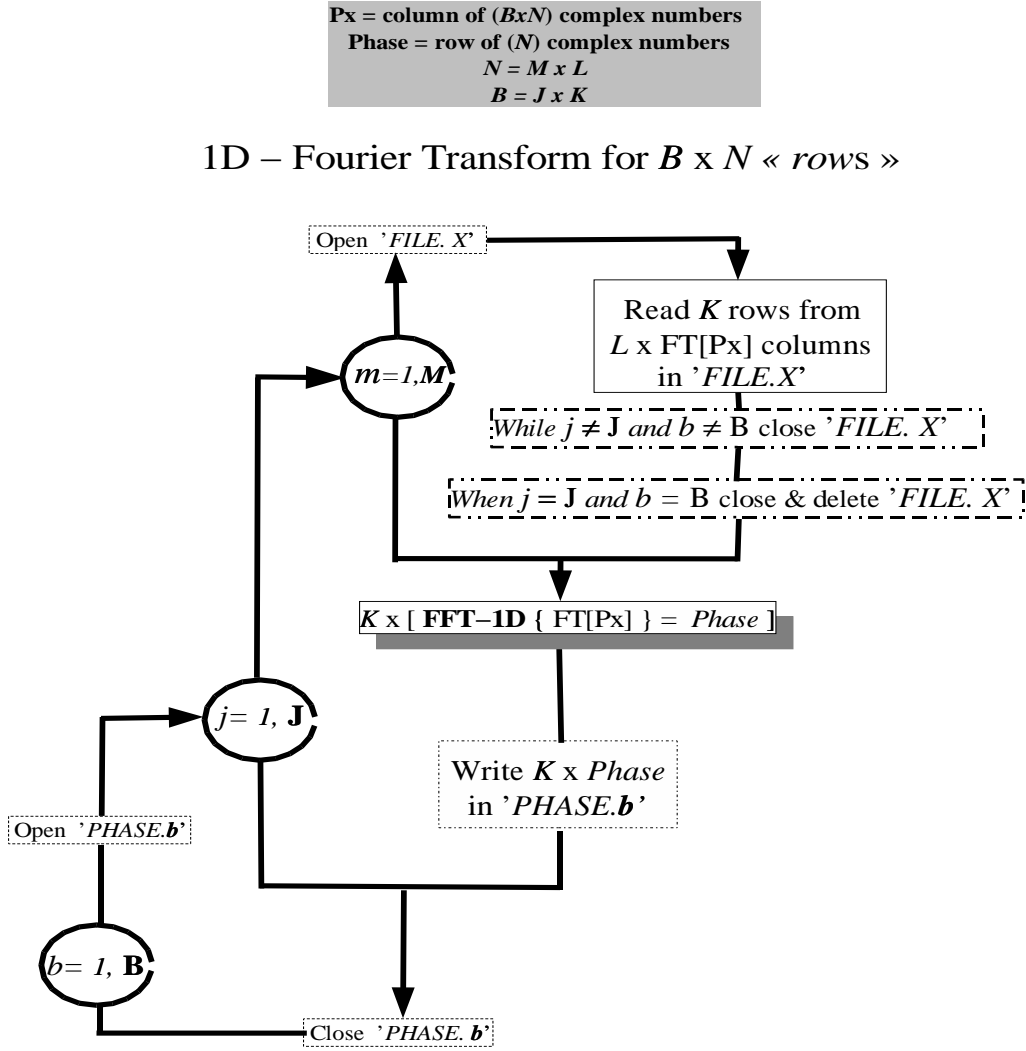 Px = column of (BxN) complex numbers
Phase = row of (N) complex numbers
N = M x L
B = J x K
1D – Fourier Transform for B x N « rows »
Open 'FILE. X'
Read K rows from
L x FT[Px] columns
in 'FILE.X'
m=1,M
While j ≠ J and b ≠ B close 'FILE. X'
When j = J and b = B close & delete 'FILE. X'
K x [ FFT–1D { FT[Px] } = Phase ]
j= 1, J
Write K x Phase
in 'PHASE.b'
Open 'PHASE.b'
b= 1, B
Close 'PHASE. b'